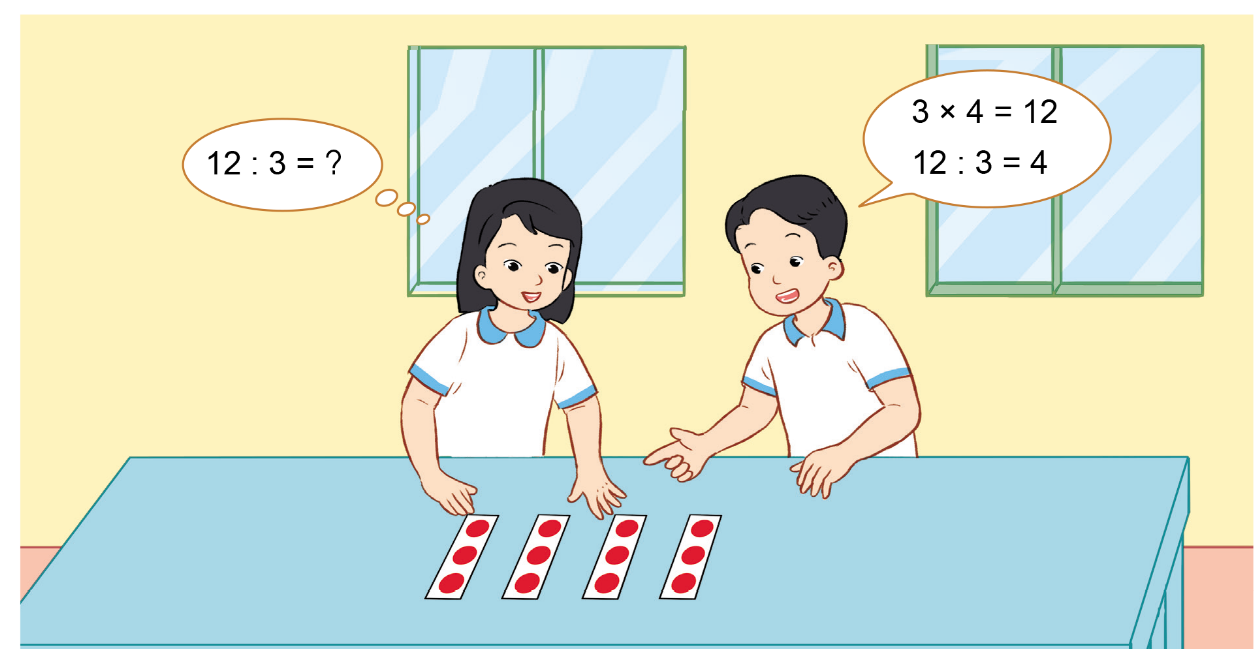 12 : 3 = ?
3 × 4 = 12
12 : 3 = 4